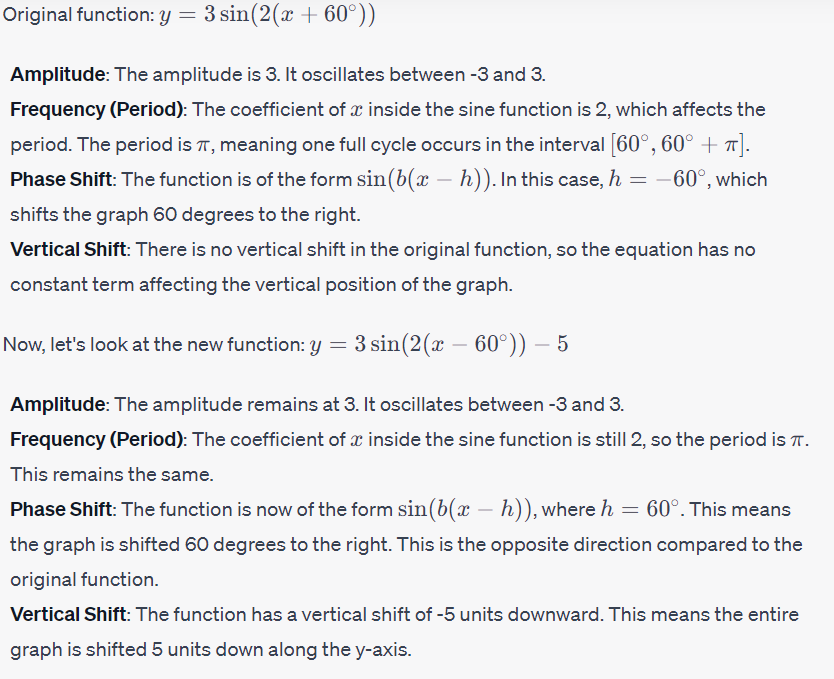 Original function: y = 3 sin(2(x + 60°))
Amplitude: The amplitude is 3. It oscillates between -3 and 3.
Frequency (Period): The coefficient of x inside the sine function is 2, which affects the
period. The period is π, meaning one full cycle occurs in the interval [60°, 60° + π].
Phase Shift: The function is of the form sin(b(x − h)). In this case, h = −60°, which
shifts the graph 60 degrees to the right.
Vertical Shift: There is no vertical shift in the original function, so the equation has no
constant term affecting the vertical position of the graph.
Now, let's look at the new function: y = 3 sin(2(x − 60°)) − 5
Amplitude: The amplitude remains at 3. It oscillates between -3 and 3.
Frequency (Period): The coefficient of x inside the sine function is still 2, so the period is π.
This remains the same.
Phase Shift: The function is now of the form sin(b(x − h)), where h = 60°. This means
the graph is shifted 60 degrees to the right. This is the opposite direction compared to the
original function.
Vertical Shift: The function has a vertical shift of -5 units downward. This means the entire
graph is shifted 5 units down along the y-axis.